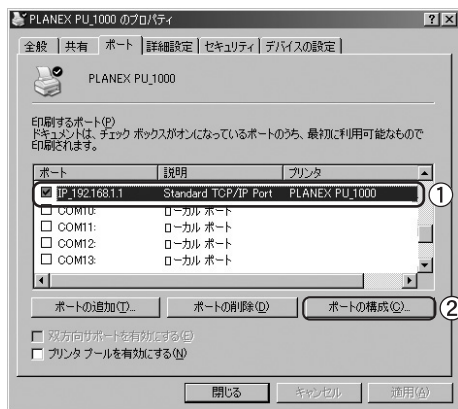 PLANEX PU_1000 のプロパティ
全般 共有 ポート 詳細設定 セキュリティ デバイスの設定
PLANEX PU_1000
印刷するポート(P)
ドキュメントは、チェック ボックスがオンになっているポートのうち、最初に利用可能なもので
印刷されます。
ポート 説明 プリンタ
IP_192.168.1.1 Standard TCP/IP Port PLANEX PU_1000 ①
COM10: ローカル ポート
COM11: ローカル ポート
COM12: ローカル ポート
COM13: ローカル ポート
ポートの追加(T)... ポートの削除(D) ポートの構成(C)... ②
双方向サポートを有効にする(E)
プリンタ プールを有効にする(N)
閉じる キャンセル 適用(A)